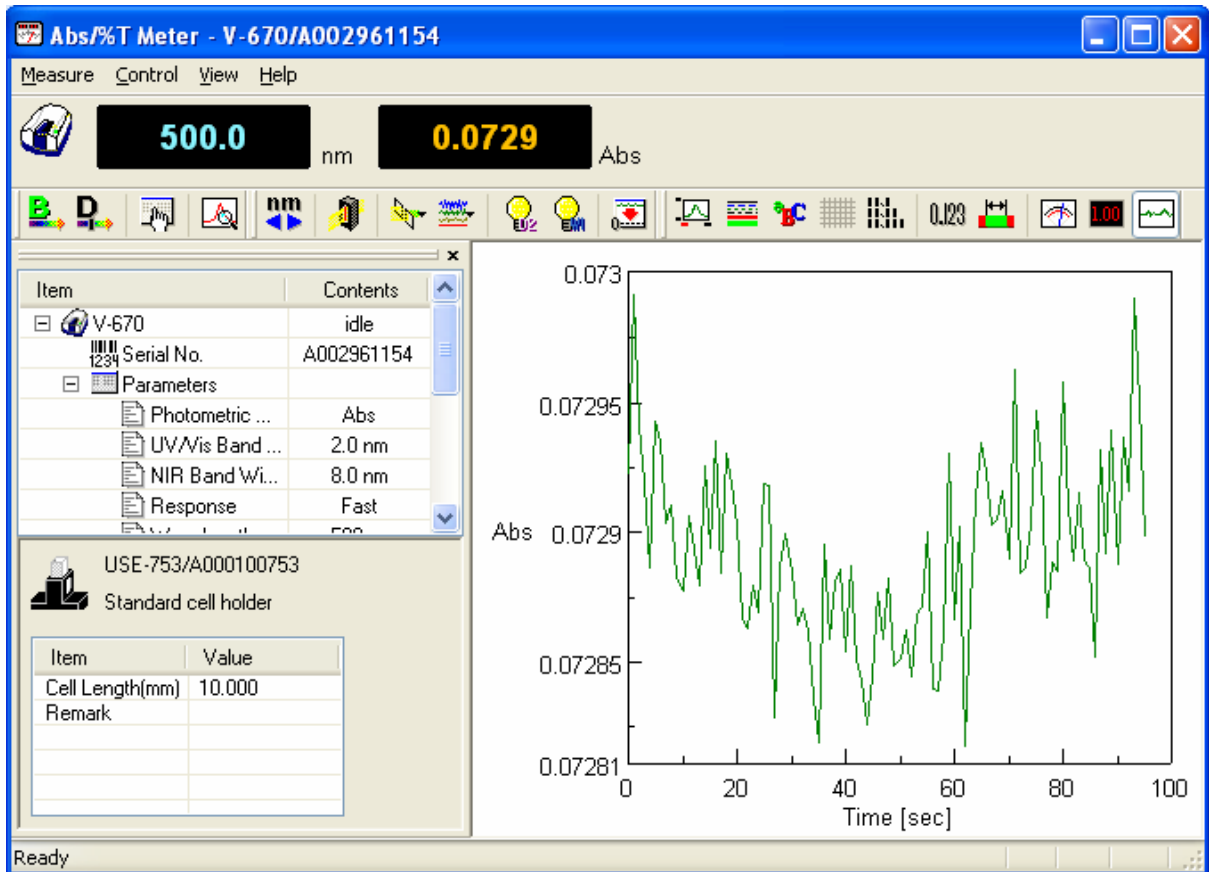 Abs/%T Meter - V-670/A002961154
Measure Control View Help
500.0 nm 0.0729 Abs
B D nm D2 0.123 1.00
Item Contents
V-670 idle
1234 Serial No. A002961154
Parameters
Photometric ... Abs
UV/Vis Band ... 2.0 nm
NIR Band Wi... 8.0 nm
Response Fast
USE-753/A000100753
Standard cell holder
Item Value
Cell Length(mm) 10.000
Remark
0.073
0.07295
Abs 0.0729
0.07285
0.07281
0 20 40 60 80 100
Time [sec]
Ready